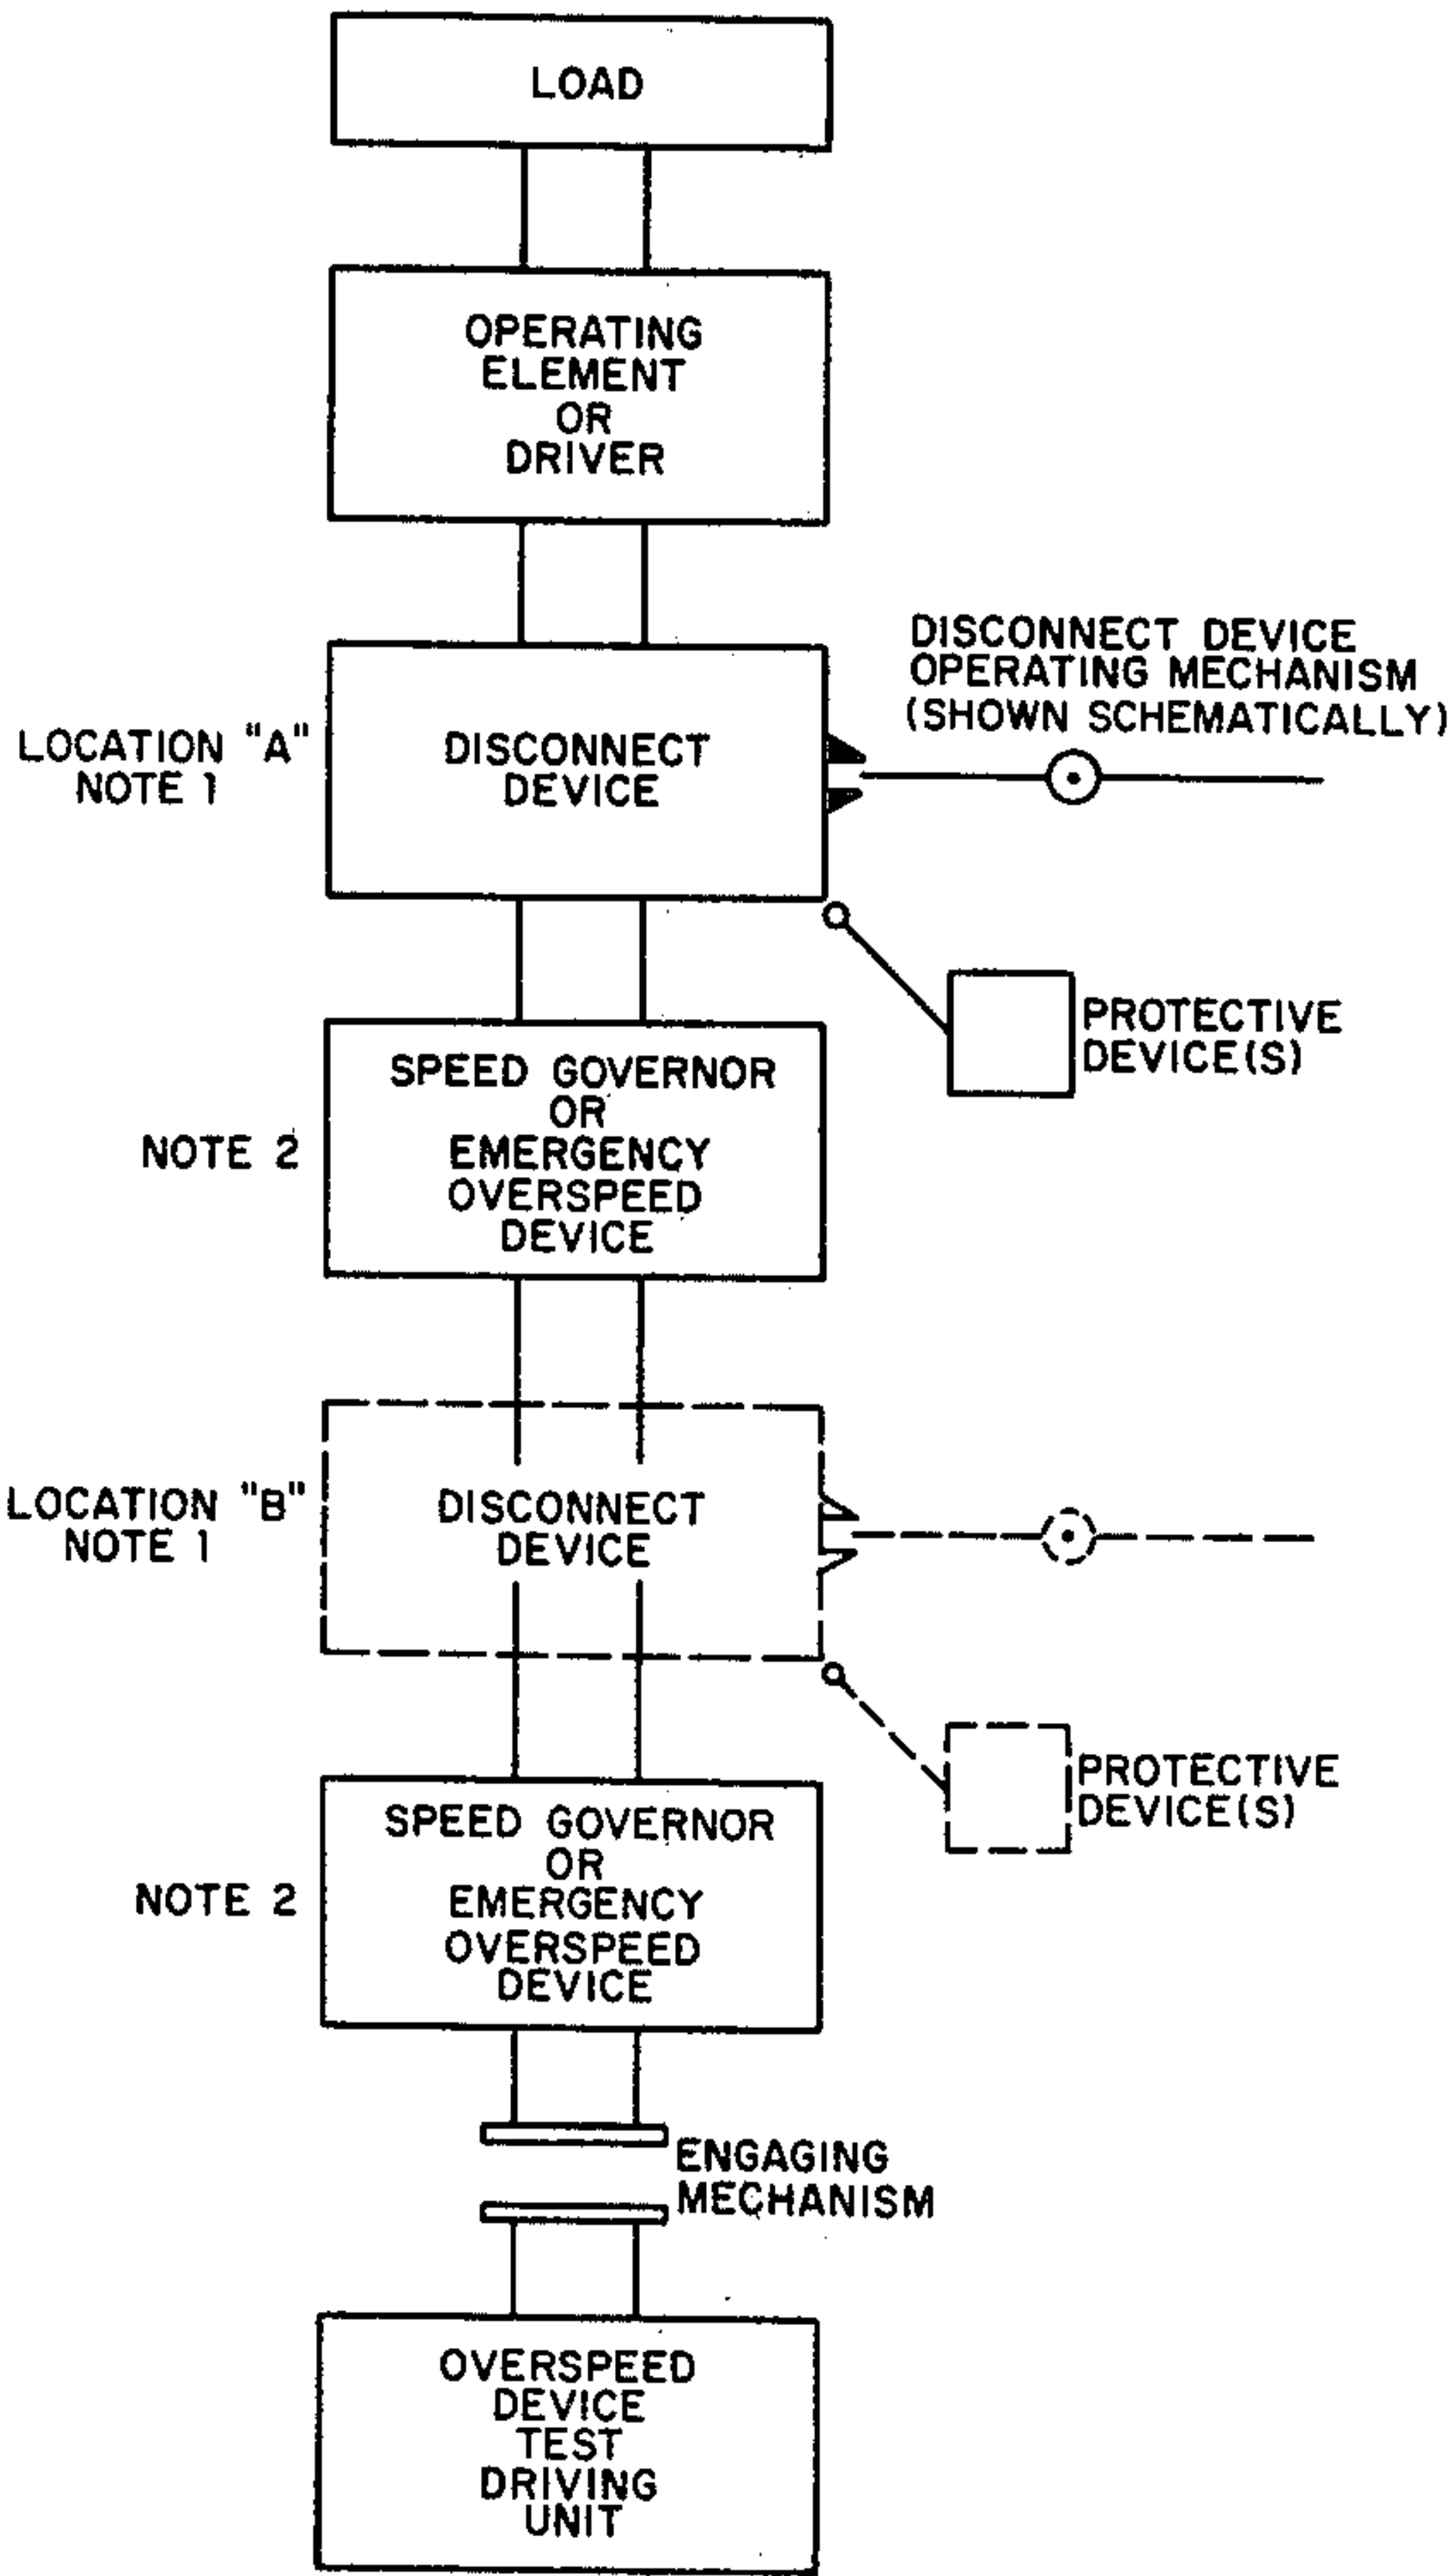 LOAD
OPERATING
ELEMENT
OR
DRIVER
DISCONNECT DEVICE
OPERATING MECHANISM
(SHOWN SCHEMATICALLY)
LOCATION "A"
NOTE 1
DISCONNECT
DEVICE
PROTECTIVE
DEVICE(S)
SPEED GOVERNOR
OR
EMERGENCY
OVERSPEED
DEVICE
NOTE 2
LOCATION "B"
NOTE 1
DISCONNECT
DEVICE
PROTECTIVE
DEVICE(S)
SPEED GOVERNOR
OR
EMERGENCY
OVERSPEED
DEVICE
NOTE 2
ENGAGING
MECHANISM
OVERSPEED
DEVICE
TEST
DRIVING
UNIT